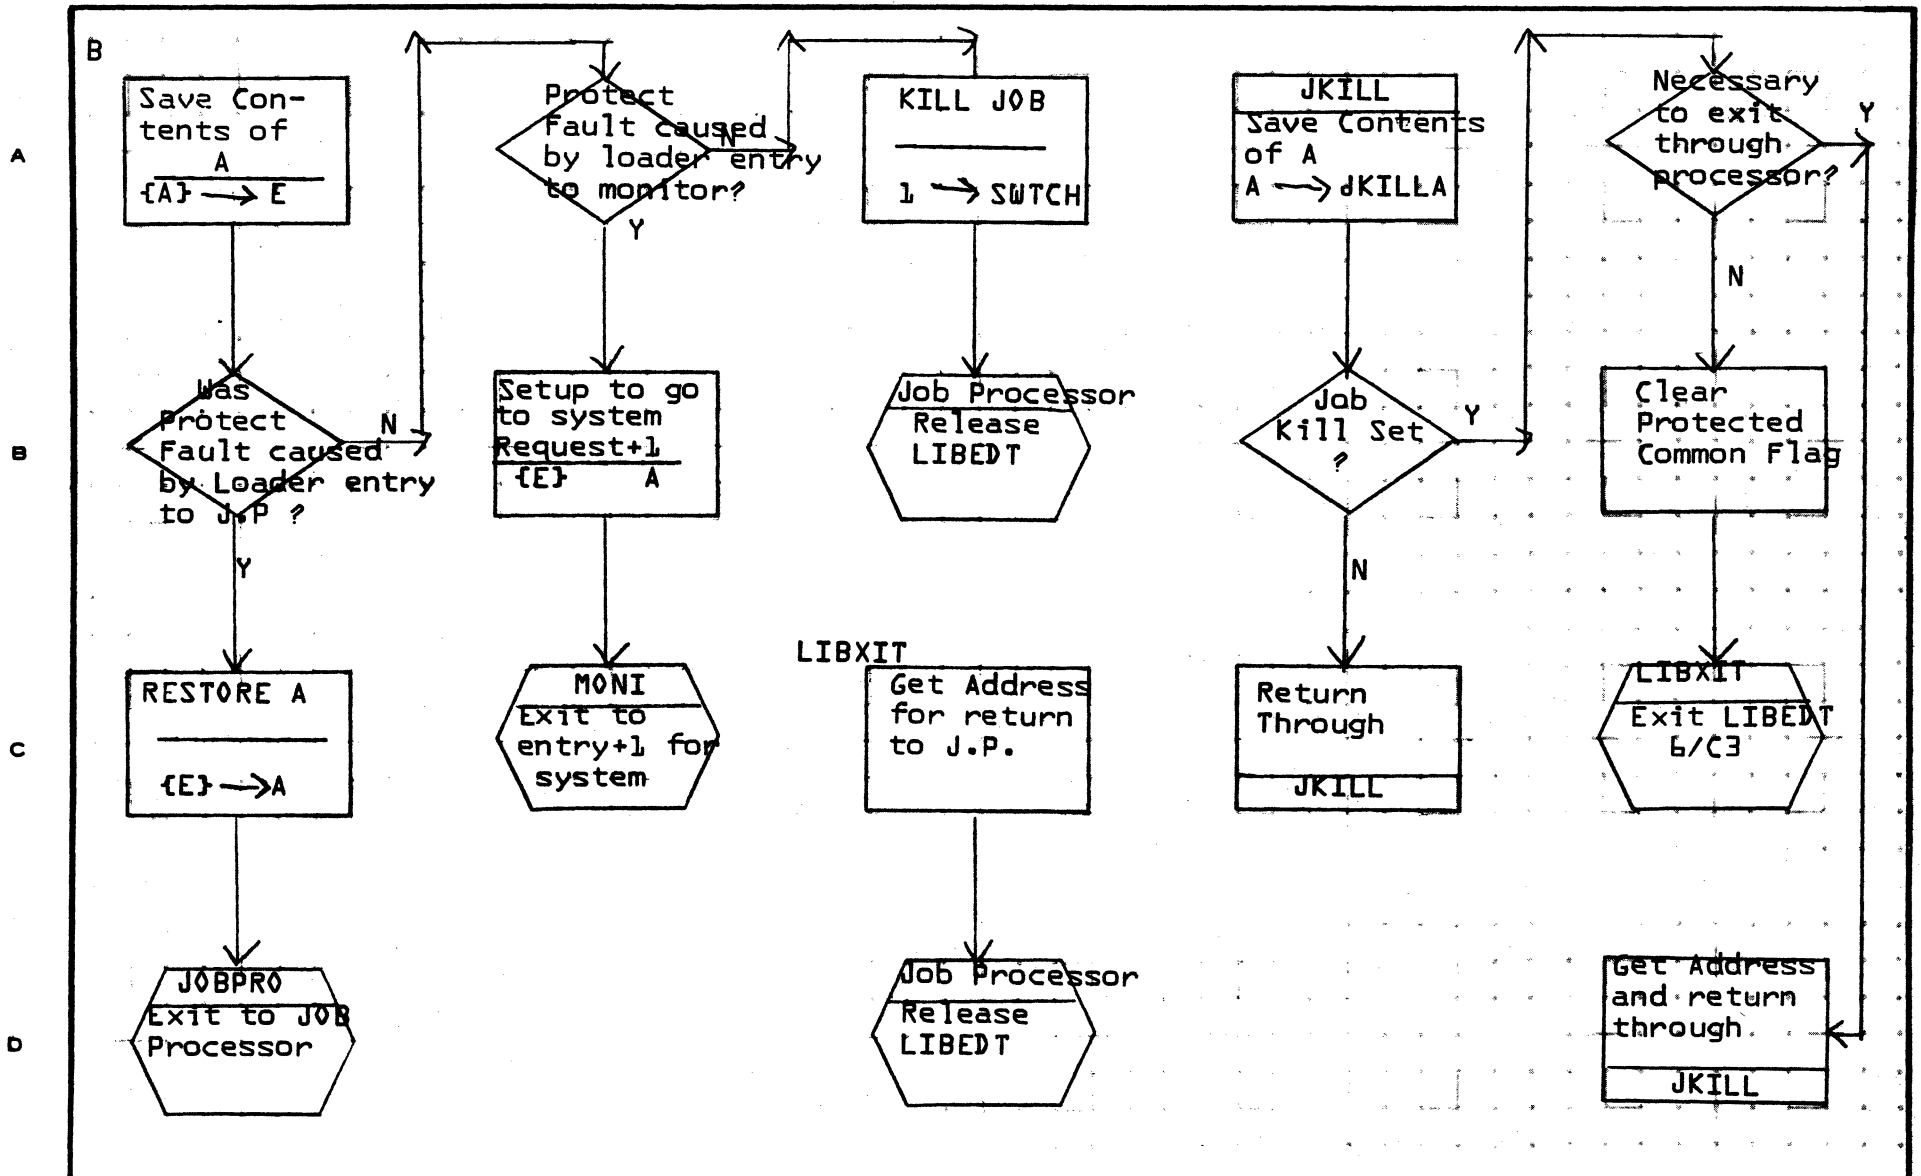 B
Save Con-
tents of
A
{A} → E
Was
Protect
Fault caused
by Loader entry
to J.P ?
N
Y
RESTORE A
{E} → A
JOBPRO
Exit to JOB
Processor
Protect
Fault caused
by loader entry
to monitor?
N
Y
Setup to go
to system
Request+1
{E} A
MONI
Exit to
entry+1 for
system
KILL JOB
1 → SWTCH
Job Processor
Release
LIBEDT
LIBXIT
Get Address
for return
to J.P.
Job Processor
Release
LIBEDT
JKILL
Save Contents
of A
A → dKILLA
Job
Kill Set
?
Y
N
Return
Through
JKILL
Necessary
to exit
through
processor?
Y
N
Clear
Protected
Common Flag
LIBXIT
Exit LIBEDT
6/C3
Get Address
and return
through
JKILL
A
B
C
D